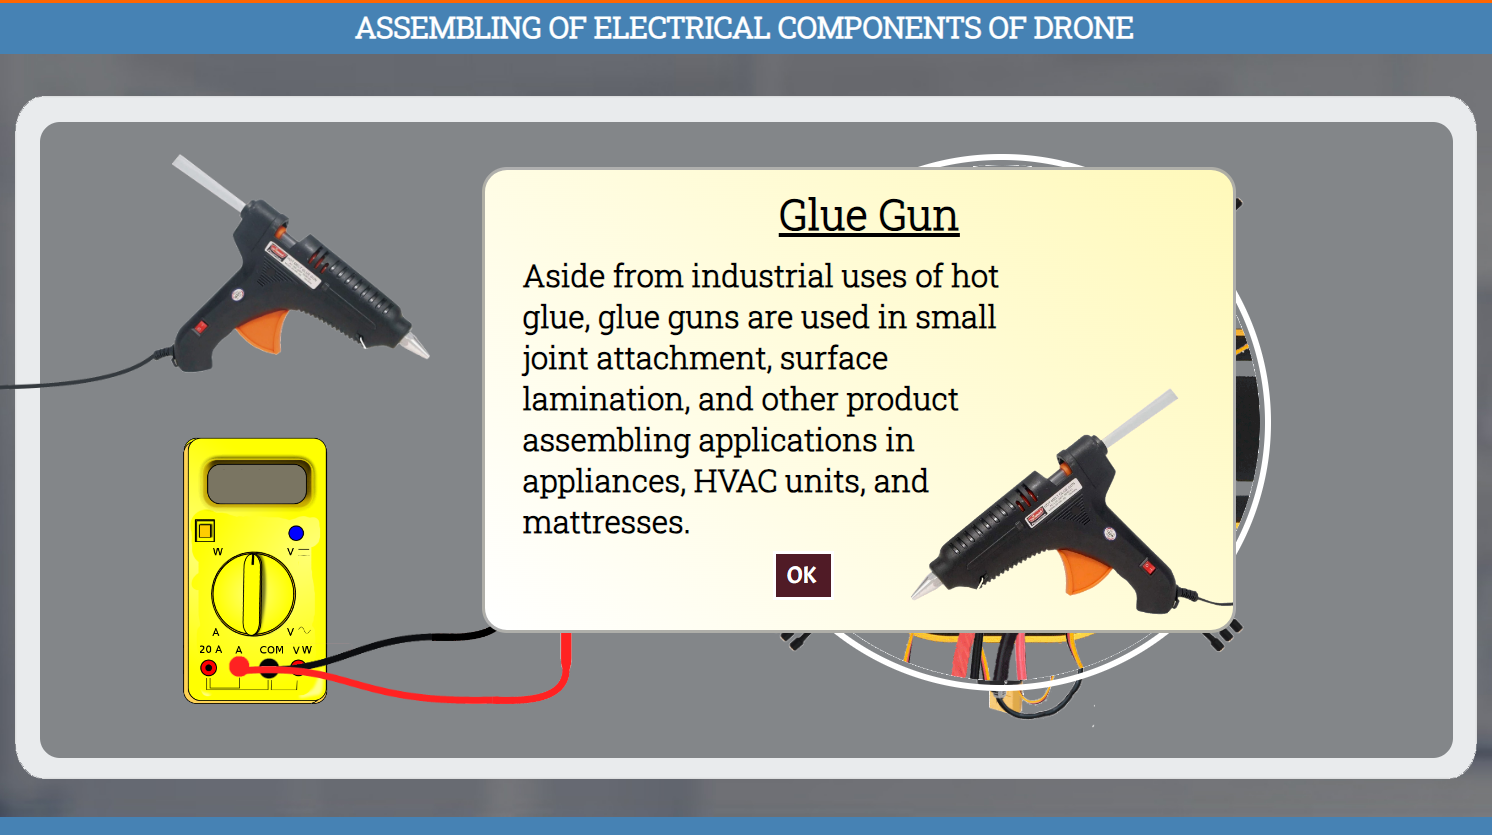 ASSEMBLING OF ELECTRICAL COMPONENTS OF DRONE
Glue Gun
Aside from industrial uses of hot
glue, glue guns are used in small
joint attachment, surface
lamination, and other product
assembling applications in
appliances, HVAC units, and
mattresses.
OK
W V
A V
20 A A COM V W